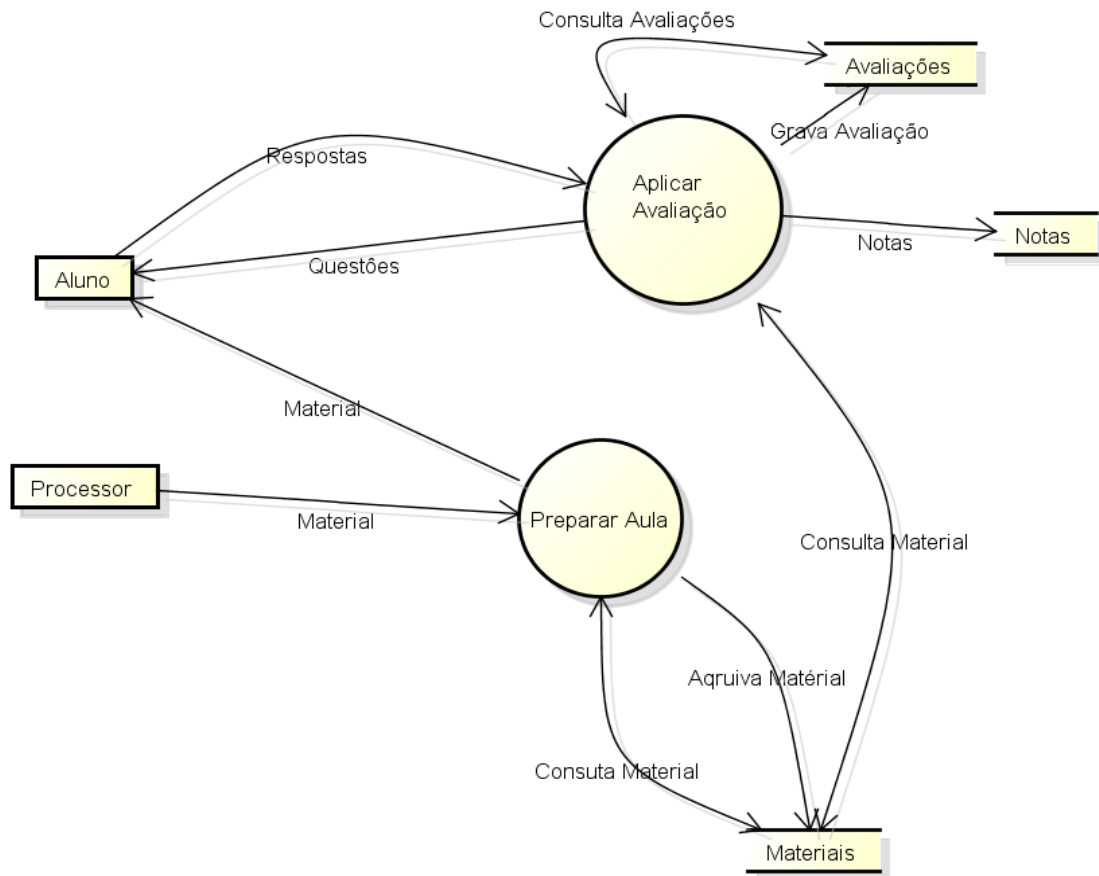 Consulta Avaliações
Avaliações
Grava Avaliação
Respostas
Aplicar
Avaliação
Notas
Notas
Questões
Aluno
Material
Processor
Material
Preparar Aula
Consulta Material
Aqruiva Matérial
Consuta Material
Materiais